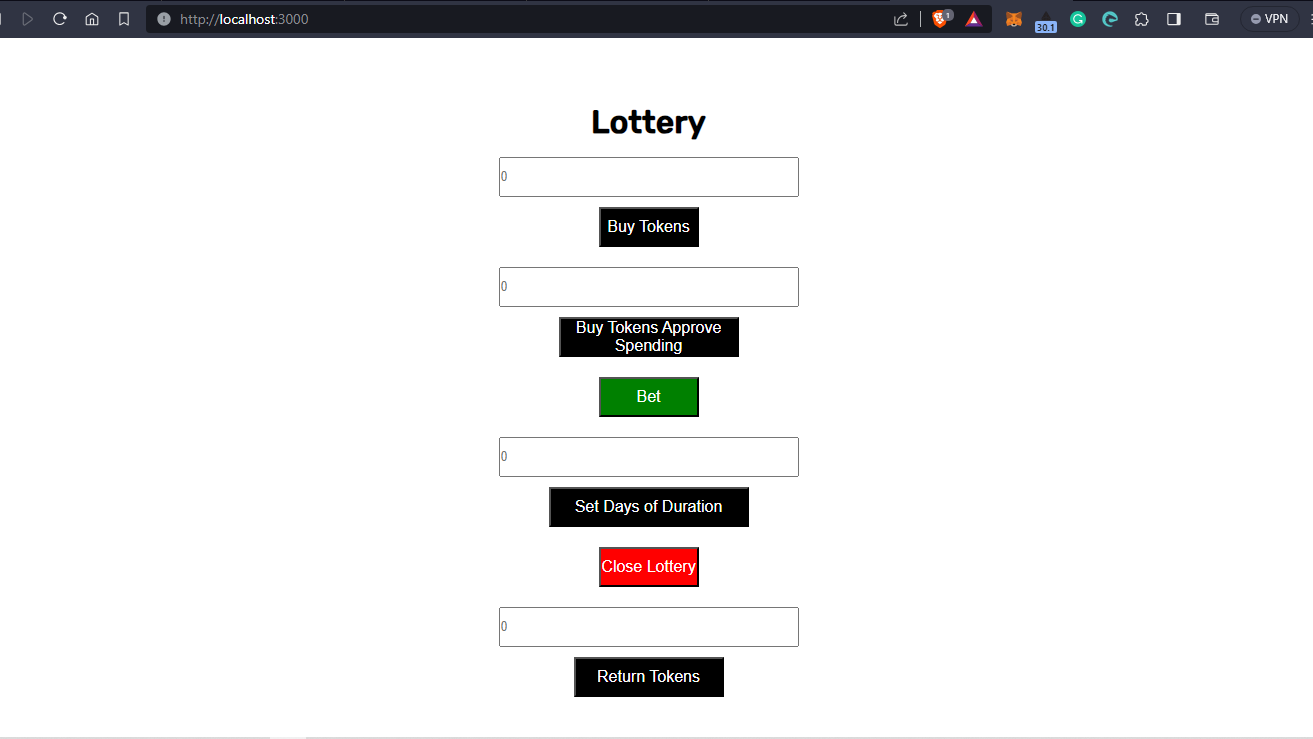 http://localhost:3000
1
30.1
VPN
Lottery
0
Buy Tokens
0
Buy Tokens Approve
Spending
Bet
0
Set Days of Duration
Close Lottery
0
Return Tokens